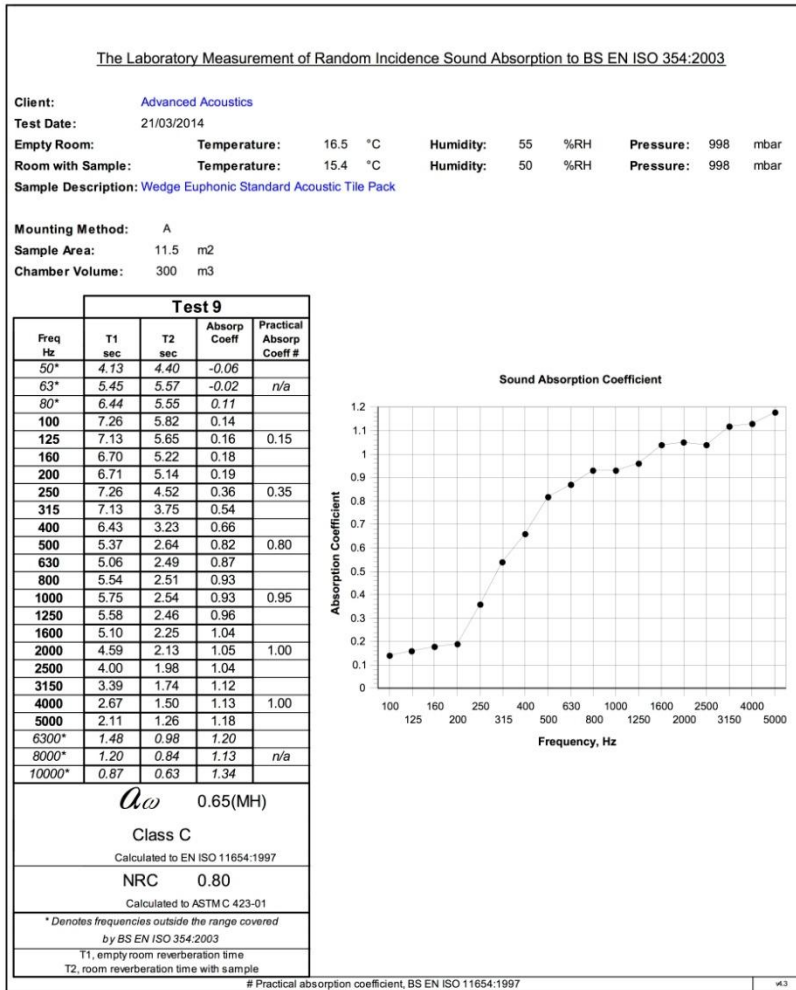 The Laboratory Measurement of Random Incidence Sound Absorption to BS EN ISO 354:2003
Client: Advanced Acoustics
Test Date: 21/03/2014
Empty Room: Temperature: 16.5 °C Humidity: 55 %RH Pressure: 998 mbar
Room with Sample: Temperature: 15.4 °C Humidity: 50 %RH Pressure: 998 mbar
Sample Description: Wedge Euphonic Standard Acoustic Tile Pack
Mounting Method: A
Sample Area: 11.5 m2
Chamber Volume: 300 m3
Test 9
Freq Hz T1 sec T2 sec Absorp Coeff Practical Absorp Coeff #
50* 4.13 4.40 -0.06
63* 5.45 5.57 -0.02 n/a
80* 6.44 5.55 0.11
100 7.26 5.82 0.14
125 7.13 5.65 0.16 0.15
160 6.70 5.22 0.18
200 6.71 5.14 0.19
250 7.26 4.52 0.36 0.35
315 7.13 3.75 0.54
400 6.43 3.23 0.66
500 5.37 2.64 0.82 0.80
630 5.06 2.49 0.87
800 5.54 2.51 0.93
1000 5.75 2.54 0.93 0.95
1250 5.58 2.46 0.96
1600 5.10 2.25 1.04
2000 4.59 2.13 1.05 1.00
2500 4.00 1.98 1.04
3150 3.39 1.74 1.12
4000 2.67 1.50 1.13 1.00
5000 2.11 1.26 1.18
6300* 1.48 0.98 1.20
8000* 1.20 0.84 1.13 n/a
10000* 0.87 0.63 1.34
aω 0.65(MH)
Class C
Calculated to EN ISO 11654:1997
NRC 0.80
Calculated to ASTM C 423-01
* Denotes frequencies outside the range covered
by BS EN ISO 354:2003
T1, empty room reverberation time
T2, room reverberation time with sample
Sound Absorption Coefficient
Absorption Coefficient
1.2
1.1
1
0.9
0.8
0.7
0.6
0.5
0.4
0.3
0.2
0.1
0
100 160 250 400 630 1000 1600 2500 4000
125 200 315 500 800 1250 2000 3150 5000
Frequency, Hz
# Practical absorption coefficient, BS EN ISO 11654:1997
v4.3